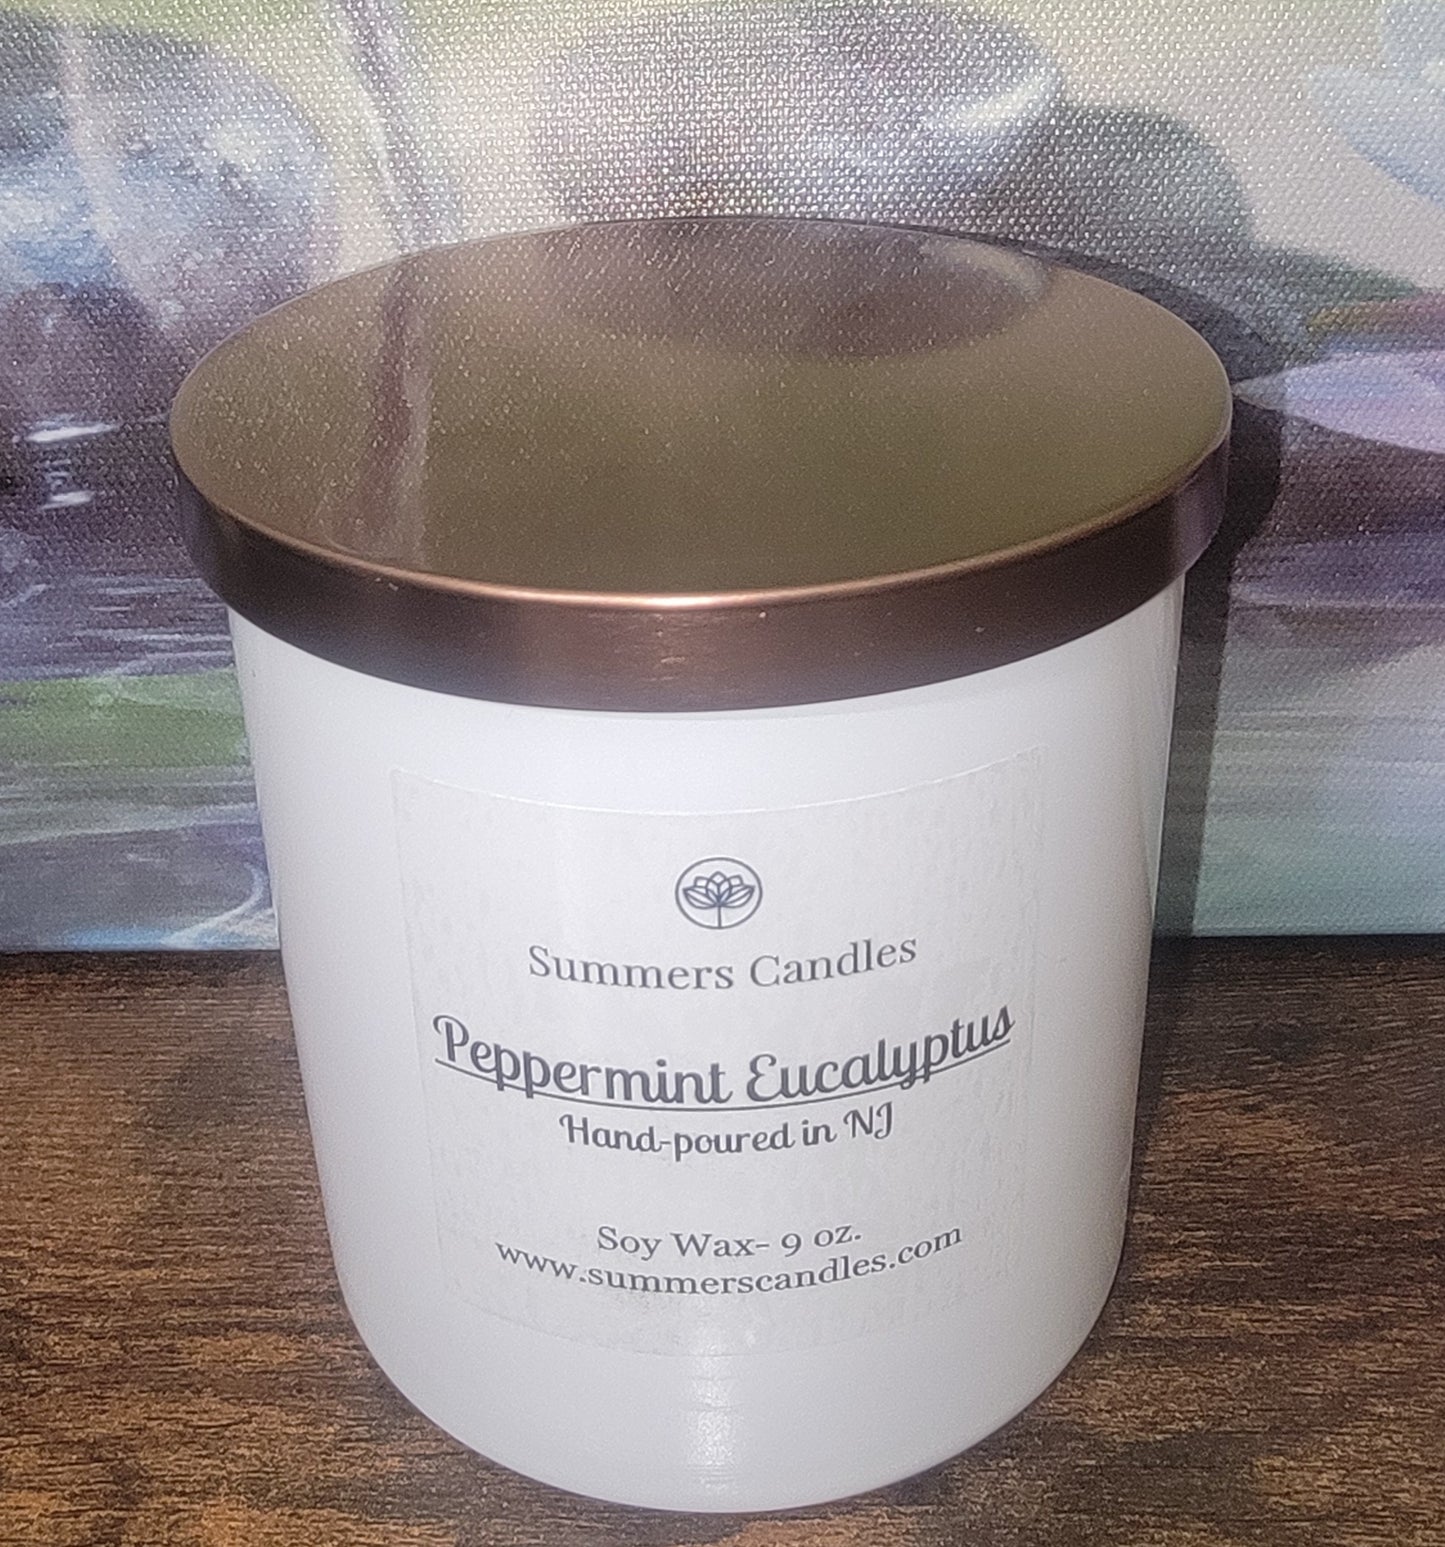 Summers Candles
Peppermint Eucalyptus
Hand-poured in NJ
Soy Wax- 9 oz.
www.summerscandles.com